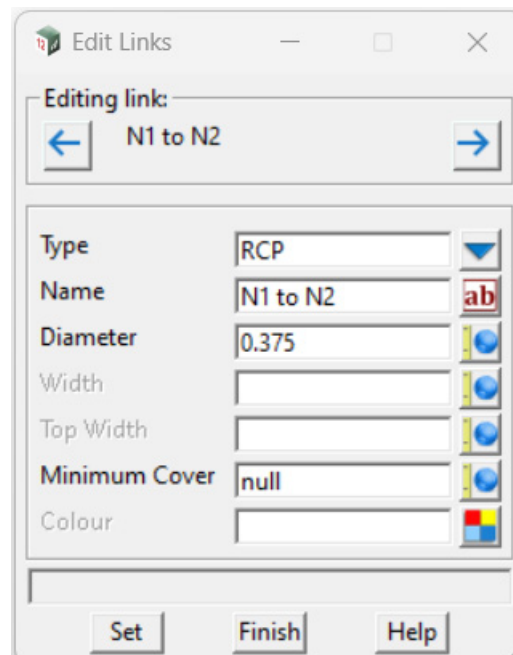 Edit Links
Editing link:
N1 to N2
Type RCP
Name N1 to N2 ab
Diameter 0.375
Width
Top Width
Minimum Cover null
Colour
Set Finish Help